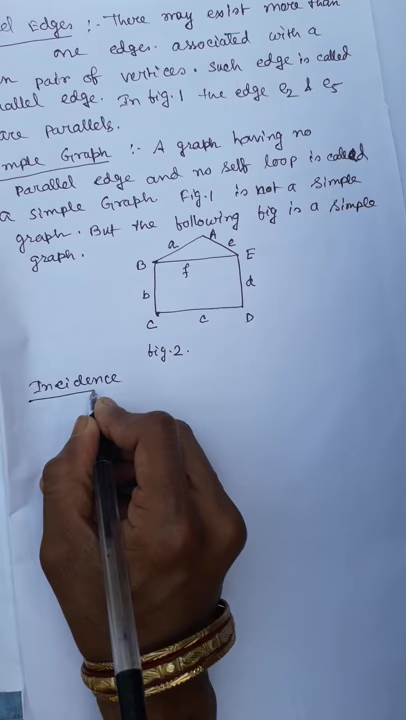 el Edges :- There may exist more than
one edges. associated with a
n pair of vertices. Such edge is called
allel edge. In fig.1 the edge e2 & e5
are Parallels.
mple Graph :- A graph having no
Parallel edge and no self loop is called
a simple Graph Fig.1 is not a simple
graph. But the following fig is a simple
graph.
A
a e
B f E
b d
C c D
fig.2.
Incidence